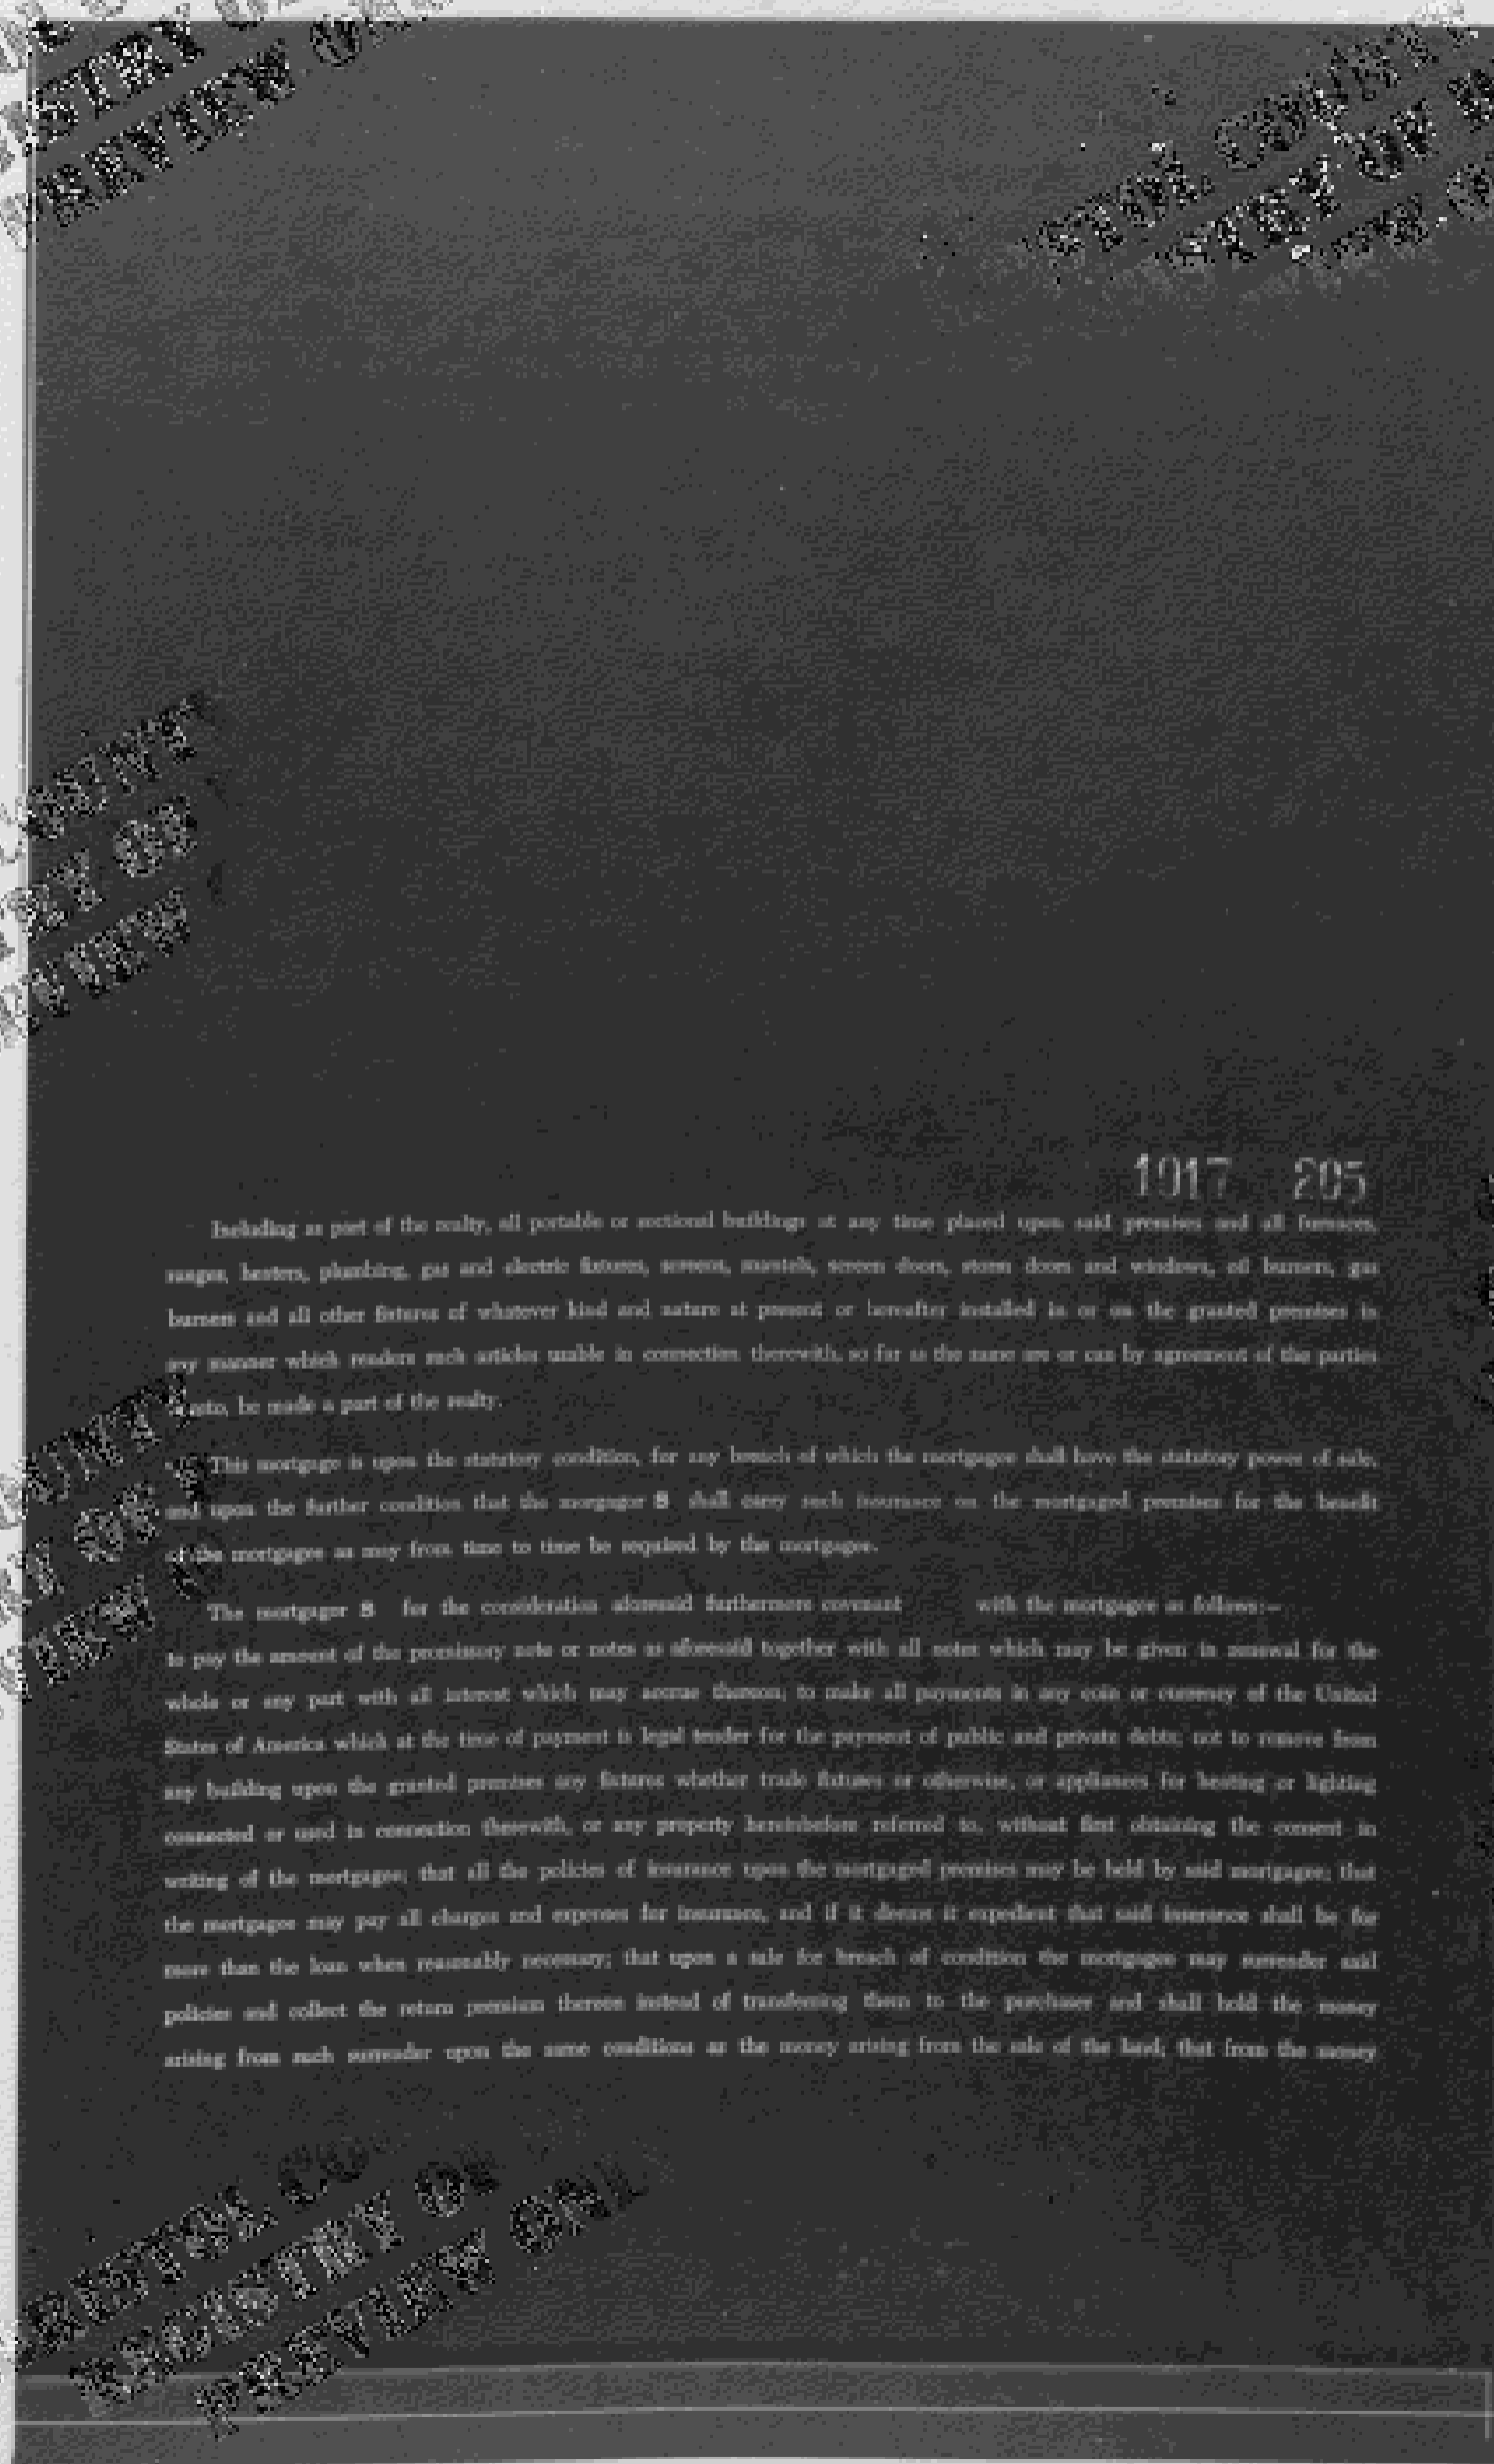 1917 205
Including as part of the realty, all portable or sectional buildings at any time placed upon said premises and all furnaces,
ranges, heaters, plumbing, gas and electric fixtures, screens, mantels, screen doors, storm doors and windows, oil burners, gas
burners and all other fixtures of whatever kind and nature at present or hereafter installed in or on the granted premises in
any manner which renders such articles usable in connection therewith, so far as the same are or can by agreement of the parties
be made a part of the realty.
This mortgage is upon the statutory condition, for any breach of which the mortgagee shall have the statutory power of sale,
and upon the further condition that the morgagor S shall carry such insurance on the mortgaged premises for the benefit
of the mortgagee as may from time to time be required by the mortgagee.
The mortgagor S for the consideration aforesaid furthermore covenant with the mortgagee as follows:—
to pay the amount of the promissory note or notes as aforesaid together with all notes which may be given in renewal for the
whole or any part with all interest which may accrue thereon; to make all payments in any coin or currency of the United
States of America which at the time of payment is legal tender for the payment of public and private debts; not to remove from
any building upon the granted premises any fixtures whether trade fixtures or otherwise, or appliances for heating or lighting
connected or used in connection therewith, or any property hereinbefore referred to, without first obtaining the consent in
writing of the mortgagee; that all the policies of insurance upon the mortgaged premises may be held by said mortgagee; that
the mortgagee may pay all charges and expenses for insurance, and if it deems it expedient that said insurance shall be for
more than the loan when reasonably necessary; that upon a sale for breach of condition the mortgagee may surrender said
policies and collect the return premium thereon instead of transferring them to the purchaser and shall hold the money
arising from such surrender upon the same conditions as the money arising from the sale of the land; that from the money
PREVIEW ONL